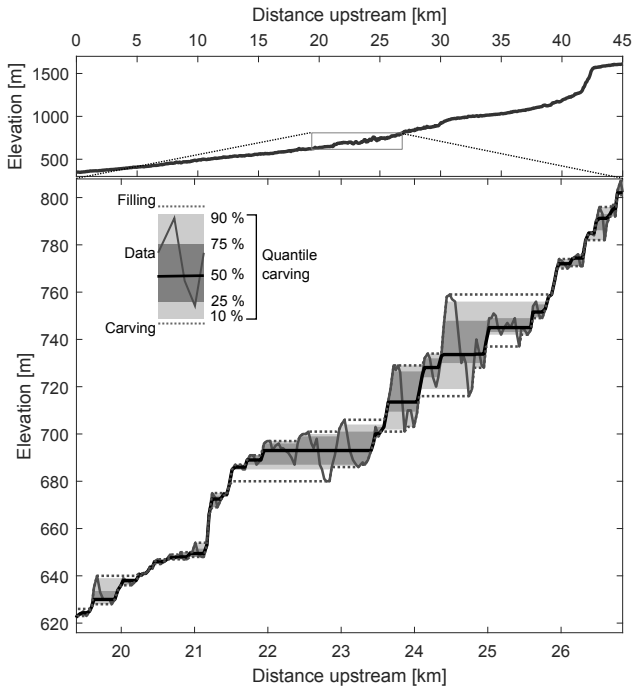 Distance upstream [km]
0 5 10 15 20 25 30 35 40 45
Elevation [m]
1500
1000
500
Elevation [m]
800
780
760
740
720
700
680
660
640
620
Filling
Data
Carving
90 %
75 %
50 %
25 %
10 %
Quantile
carving
20 21 22 23 24 25 26
Distance upstream [km]